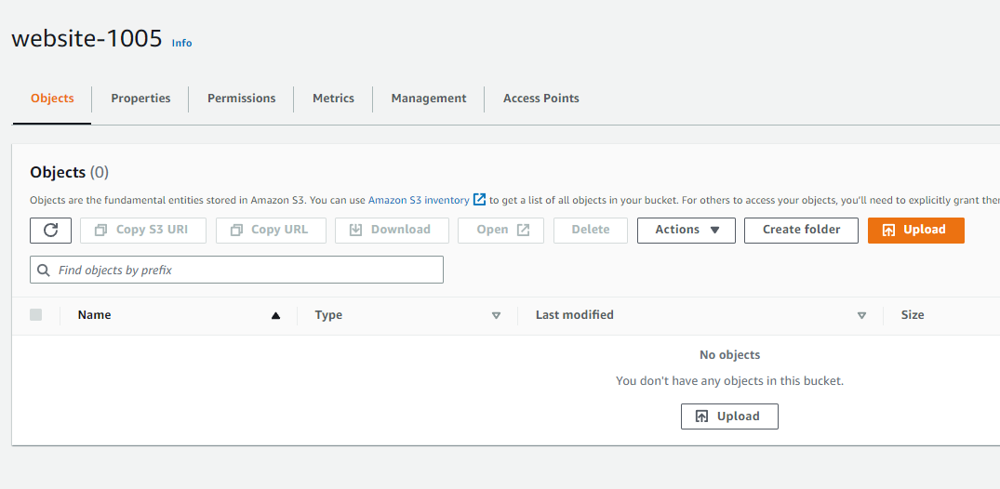 website-1005 Info
Objects Properties Permissions Metrics Management Access Points
Objects (0)
Objects are the fundamental entities stored in Amazon S3. You can use Amazon S3 inventory to get a list of all objects in your bucket. For others to access your objects, you'll need to explicitly grant
Copy S3 URI Copy URL Download Open Delete Actions Create folder Upload
Find objects by prefix
Name Type Last modified Size
No objects
You don't have any objects in this bucket.
Upload